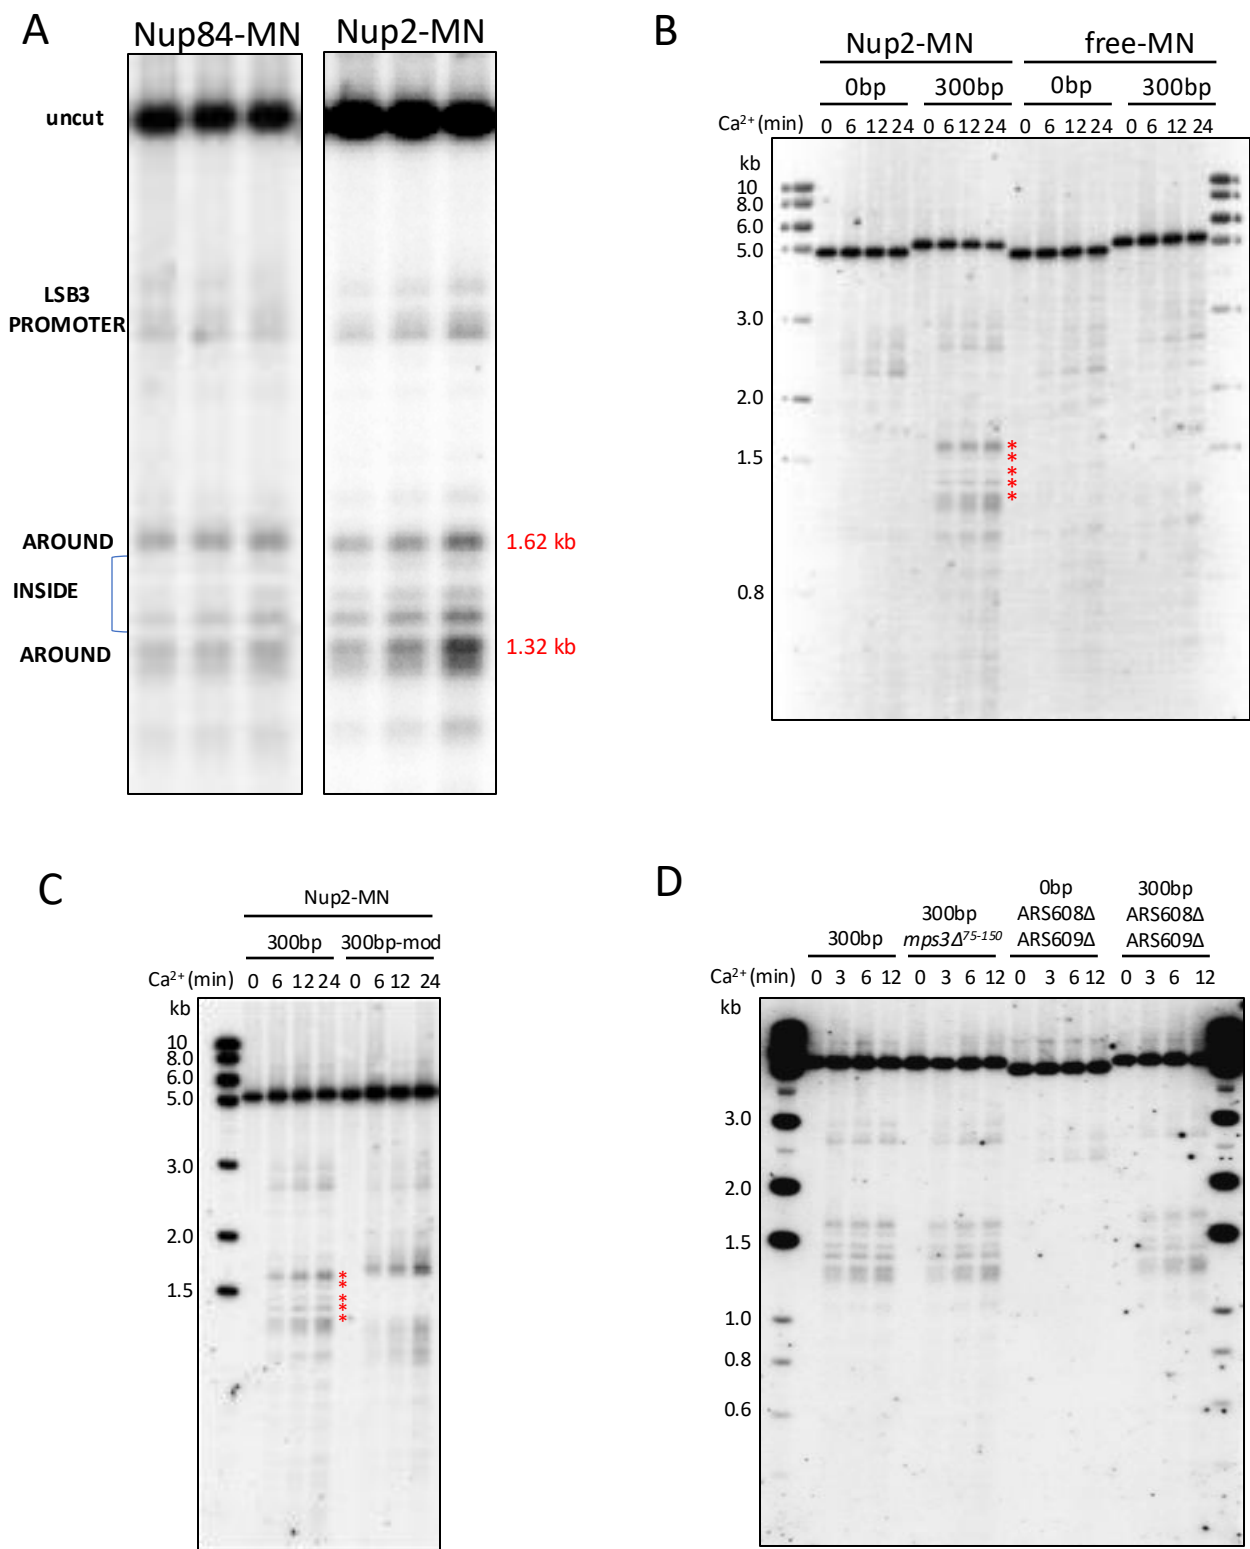 A
Nup84-MN Nup2-MN
uncut
LSB3
PROMOTER
AROUND
INSIDE
AROUND
1.62 kb
1.32 kb
B
Nup2-MN free-MN
0bp 300bp 0bp 300bp
Ca²⁺ (min) 0 6 12 24 0 6 12 24 0 6 12 24 0 6 12 24
kb
10
8.0
6.0
5.0
3.0
2.0
1.5
0.8
*
*
*
*
*
C
Nup2-MN
300bp 300bp-mod
Ca²⁺ (min) 0 6 12 24 0 6 12 24
kb
10
8.0
6.0
5.0
3.0
2.0
1.5
*
*
*
*
*
D
300bp
300bp
mps3Δ⁷⁵⁻¹⁵⁰
0bp
ARS608Δ
ARS609Δ
300bp
ARS608Δ
ARS609Δ
Ca²⁺ (min) 0 3 6 12 0 3 6 12 0 3 6 12 0 3 6 12
kb
3.0
2.0
1.5
1.0
0.8
0.6